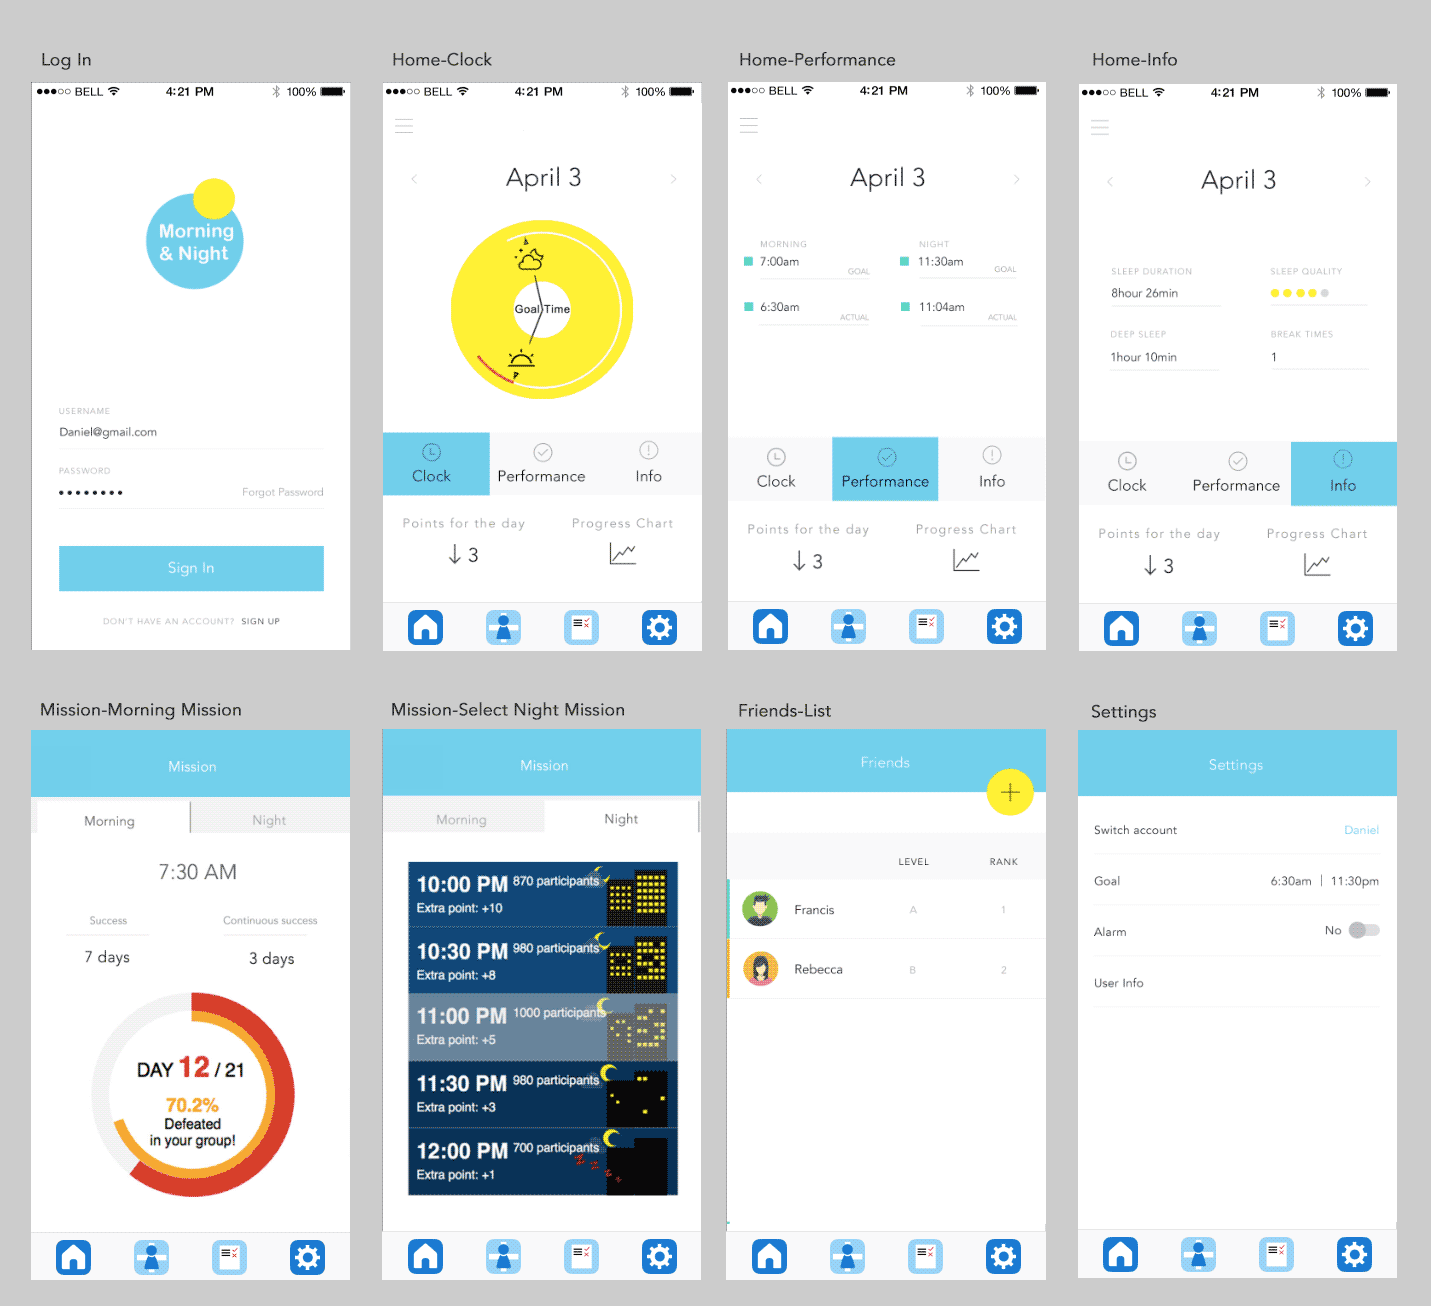 Log In
●●●○○ BELL 4:21 PM 100%
Morning
& Night
USERNAME
Daniel@gmail.com
PASSWORD
●●●●●●●●
Forgot Password
Sign In
DON'T HAVE AN ACCOUNT? SIGN UP
Home-Clock
●●●○○ BELL 4:21 PM 100%
April 3
Goal Time
Clock Performance Info
Points for the day Progress Chart
↓ 3
Home-Performance
●●●○○ BELL 4:21 PM 100%
April 3
MORNING NIGHT
7:00am GOAL 11:30am GOAL
6:30am ACTUAL 11:04am ACTUAL
Clock Performance Info
Points for the day Progress Chart
↓ 3
Home-Info
●●●○○ BELL 4:21 PM 100%
April 3
SLEEP DURATION SLEEP QUALITY
8hour 26min
DEEP SLEEP BREAK TIMES
1hour 10min 1
Clock Performance Info
Points for the day Progress Chart
↓ 3
Mission-Morning Mission
Mission
Morning Night
7:30 AM
Success Continuous success
7 days 3 days
DAY 12 / 21
70.2%
Defeated
in your group!
Mission-Select Night Mission
Mission
Morning Night
10:00 PM 870 participants
Extra point: +10
10:30 PM 980 participants
Extra point: +8
11:00 PM 1000 participants
Extra point: +5
11:30 PM 980 participants
Extra point: +3
12:00 PM 700 participants
Extra point: +1
Friends-List
Friends
+
LEVEL RANK
Francis A 1
Rebecca B 2
Settings
Settings
Switch account Daniel
Goal 6:30am | 11:30pm
Alarm No
User Info